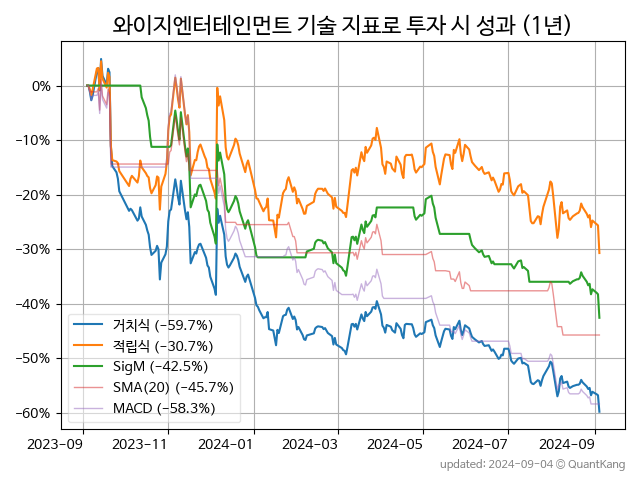 와이지엔터테인먼트 기술 지표로 투자 시 성과 (1년)
0%
−10%
−20%
−30%
−40%
−50%
−60%
거치식 (−59.7%)
적립식 (−30.7%)
SigM (−42.5%)
SMA(20) (−45.7%)
MACD (−58.3%)
2023-09 2023-11 2024-01 2024-03 2024-05 2024-07 2024-09
updated: 2024-09-04 © QuantKang